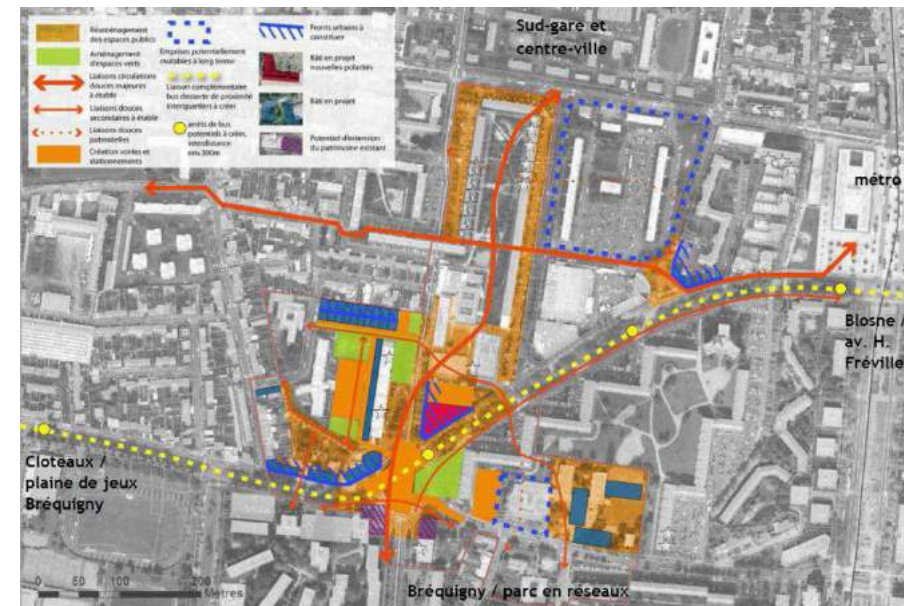 Réaménagement
des espaces publics
Aménagement
d'espaces verts
Liaisons circulations
douces majeures
à établir
Liaisons douces
secondaires à établir
Liaisons douces
potentielles
Création voiries et
stationnements
Emprises potentiellement
mutables à long terme
Liaison complémentaire
bus desserte de proximité
interquartiers à créer
arrêts de bus
potentiels à créer,
interdistance
env. 300m
Fronts urbains à
constituer
Bâti en projet
nouvelles polarités
Bâti en projet
Potentiel d'extension
du patrimoine existant
Sud-gare et
centre-ville
métro
Blosne /
av. H.
Fréville
Cloteaux /
plaine de jeux
Bréquigny
Bréquigny / parc en réseaux
0 50 100 200
Mètres